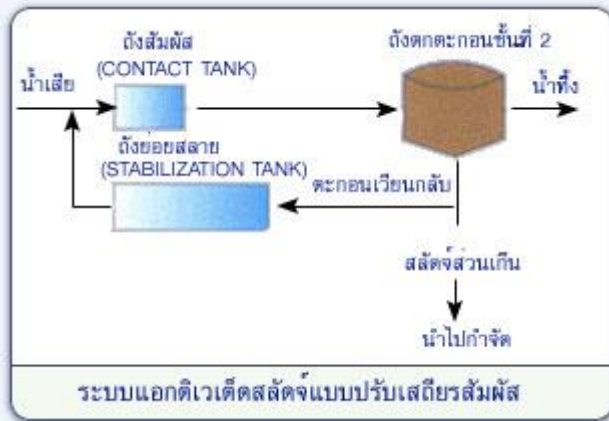 ถังสัมผัส
(CONTACT TANK)
น้ำเสีย
ถังตกตะกอนชั้นที่ 2
น้ำทิ้ง
ถังย่อยสลาย
(STABILIZATION TANK)
ตะกอนเวียนกลับ
สลัดจ์ส่วนเกิน
นำไปกำจัด
ระบบแอกติเวเต็ดสลัดจ์แบบปรับเสถียรสัมผัส